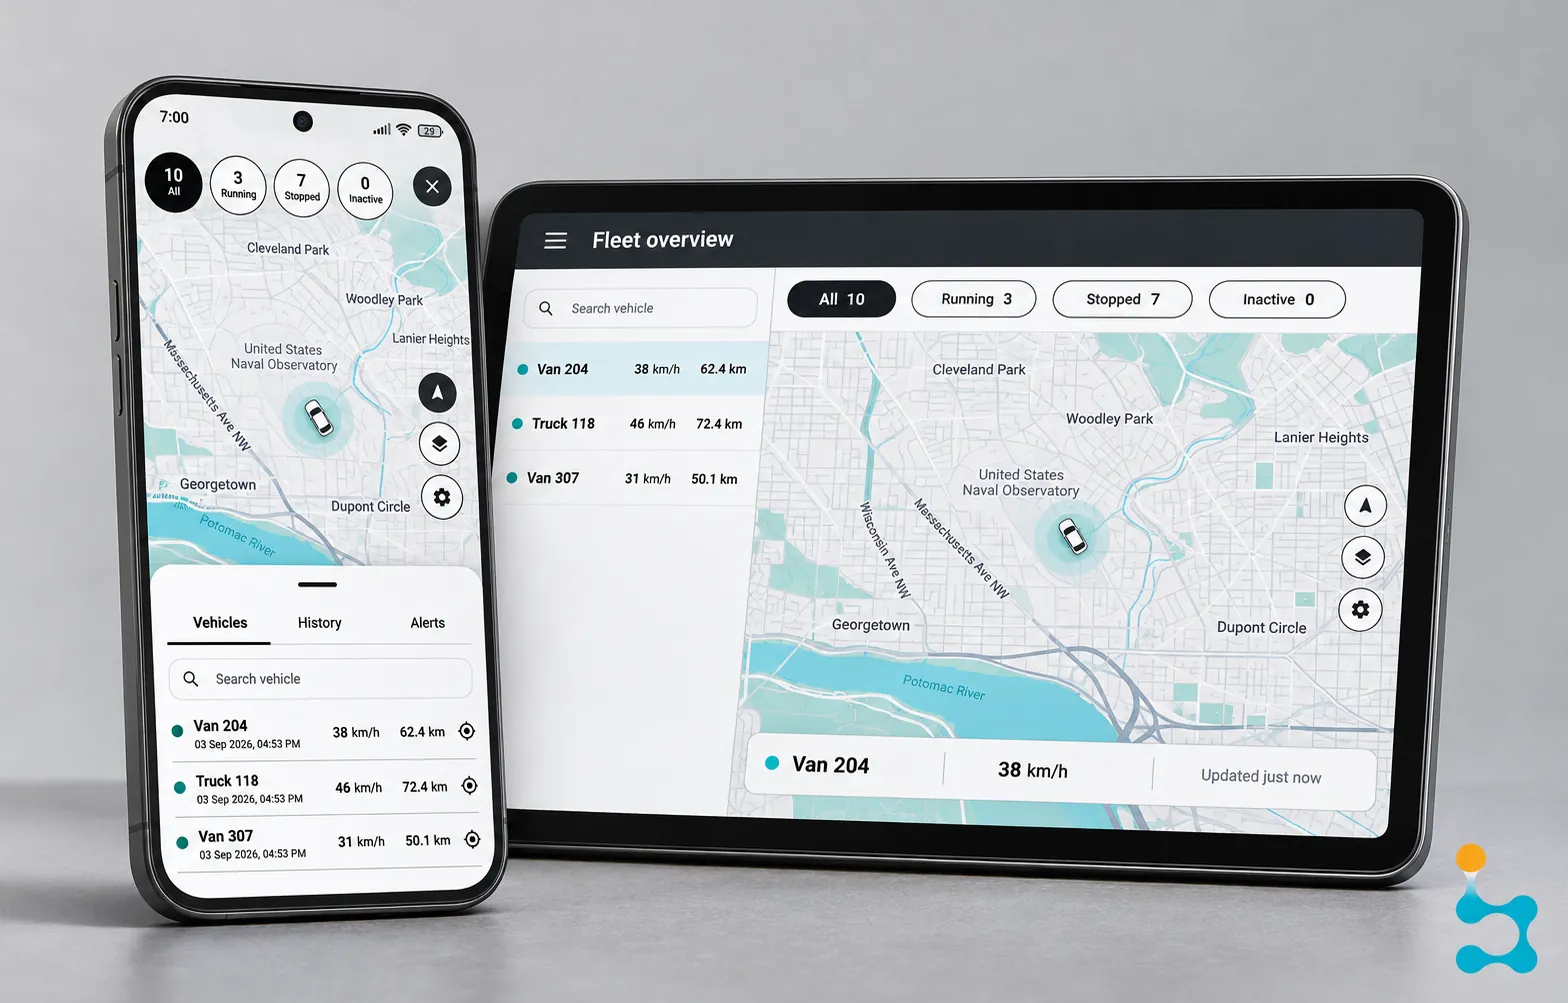 7:00
29
10
All
3
Running
7
Stopped
0
Inactive
Cleveland Park
Woodley Park
Lanier Heights
United States
Naval Observatory
Massachusetts Ave NW
Georgetown
Dupont Circle
Potomac River
Vehicles
History
Alerts
Search vehicle
Van 204 38 km/h 62.4 km
03 Sep 2026, 04:53 PM
Truck 118 46 km/h 72.4 km
03 Sep 2026, 04:53 PM
Van 307 31 km/h 50.1 km
03 Sep 2026, 04:53 PM
Fleet overview
Search vehicle
All 10
Running 3
Stopped 7
Inactive 0
Van 204 38 km/h 62.4 km
Truck 118 46 km/h 72.4 km
Van 307 31 km/h 50.1 km
Cleveland Park
Woodley Park
Lanier Heights
United States
Naval Observatory
Wisconsin Ave NW
Massachusetts Ave NW
Georgetown
Dupont Circle
Potomac River
Van 204
38 km/h
Updated just now